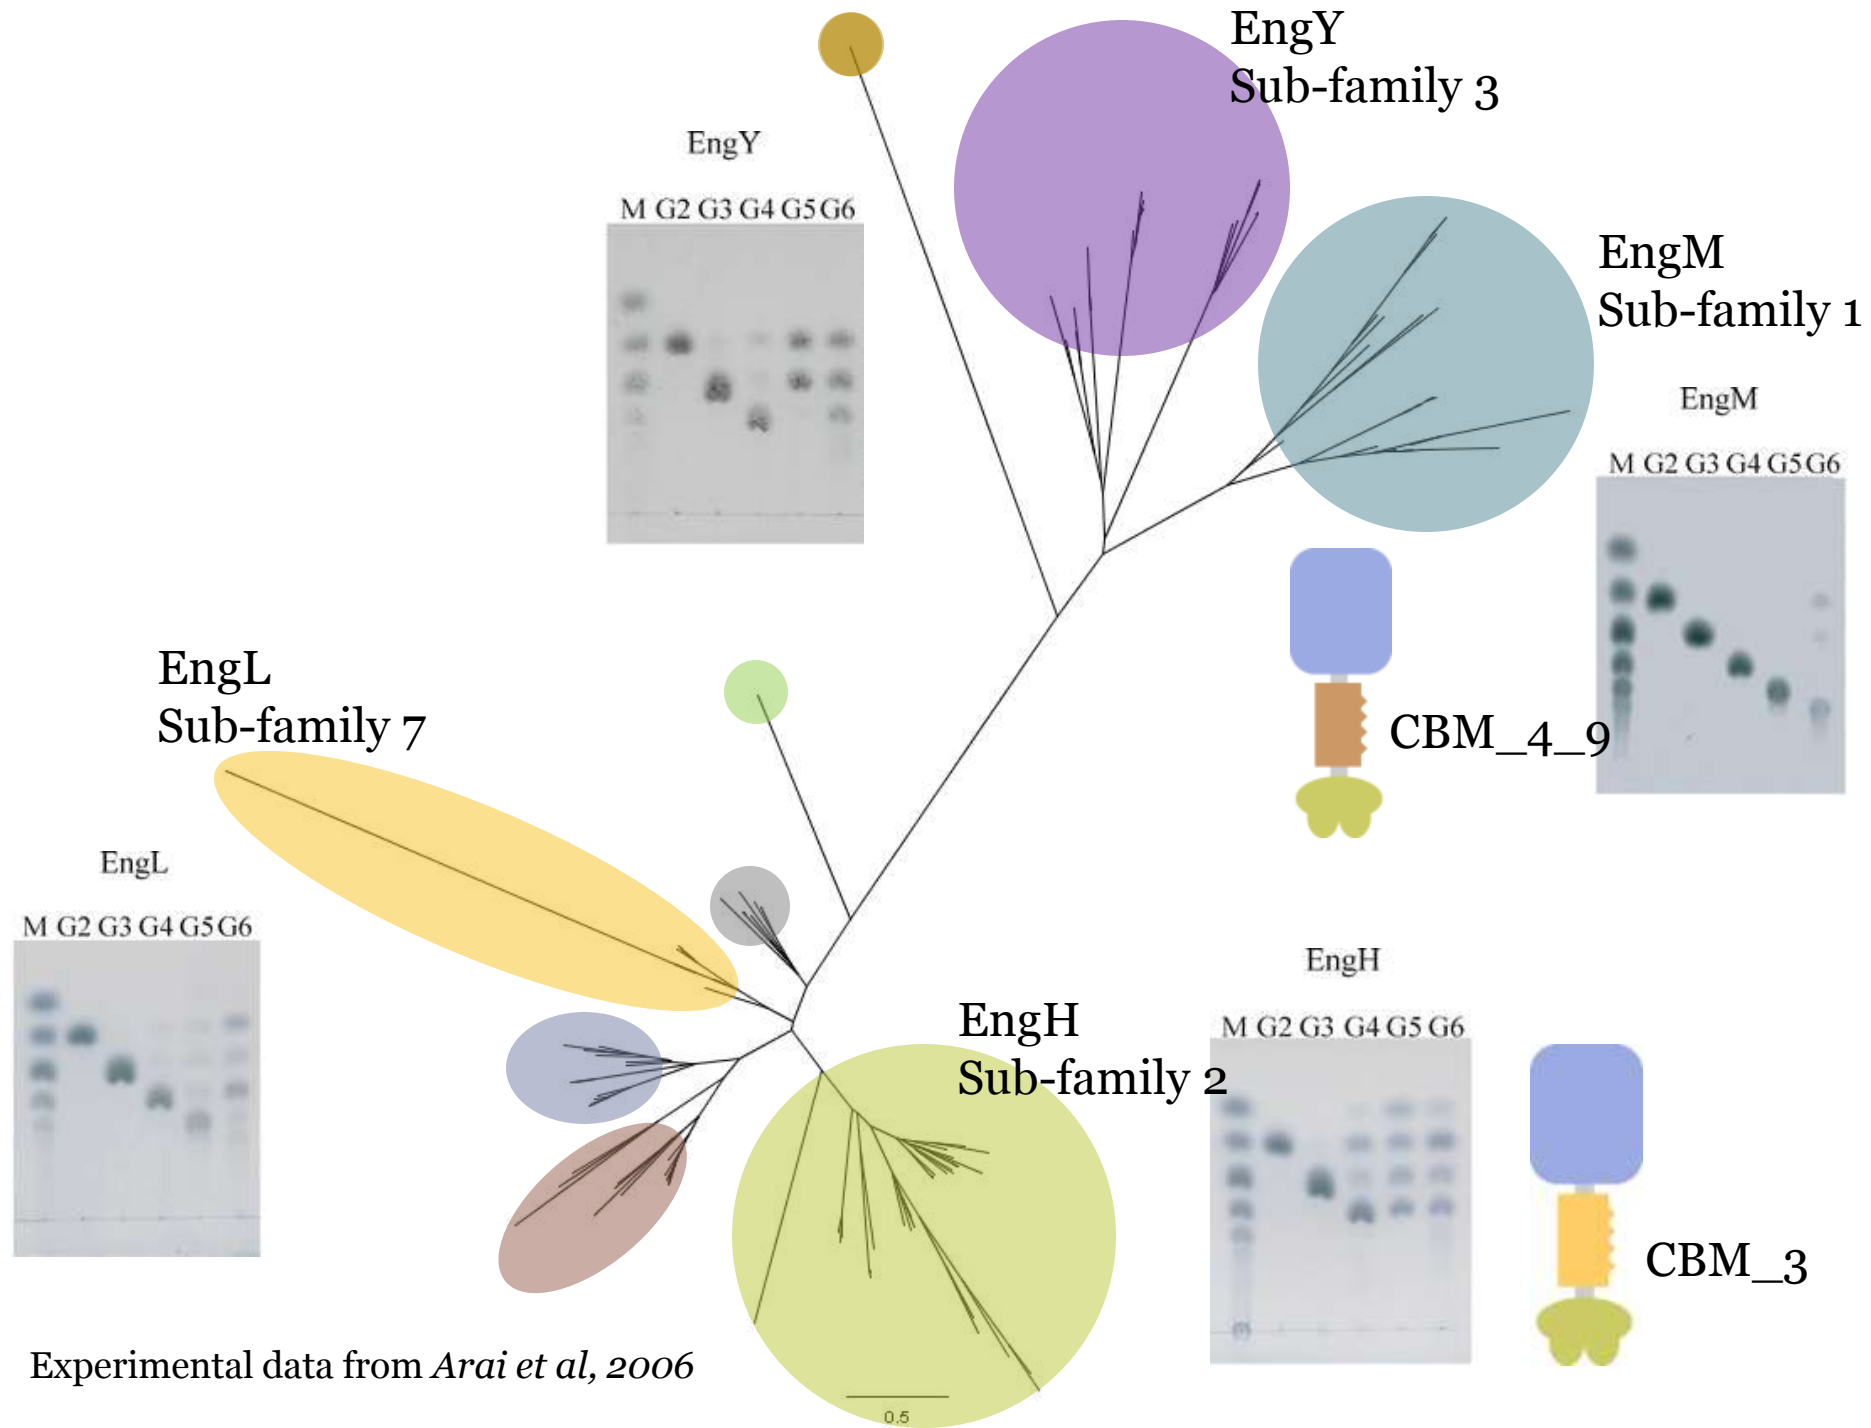 EngY
Sub-family 3
EngY
M G2 G3 G4 G5 G6
EngM
Sub-family 1
EngM
M G2 G3 G4 G5 G6
CBM_4_9
EngL
Sub-family 7
EngL
M G2 G3 G4 G5 G6
EngH
Sub-family 2
EngH
M G2 G3 G4 G5 G6
CBM_3
Experimental data from Arai et al, 2006
0.5